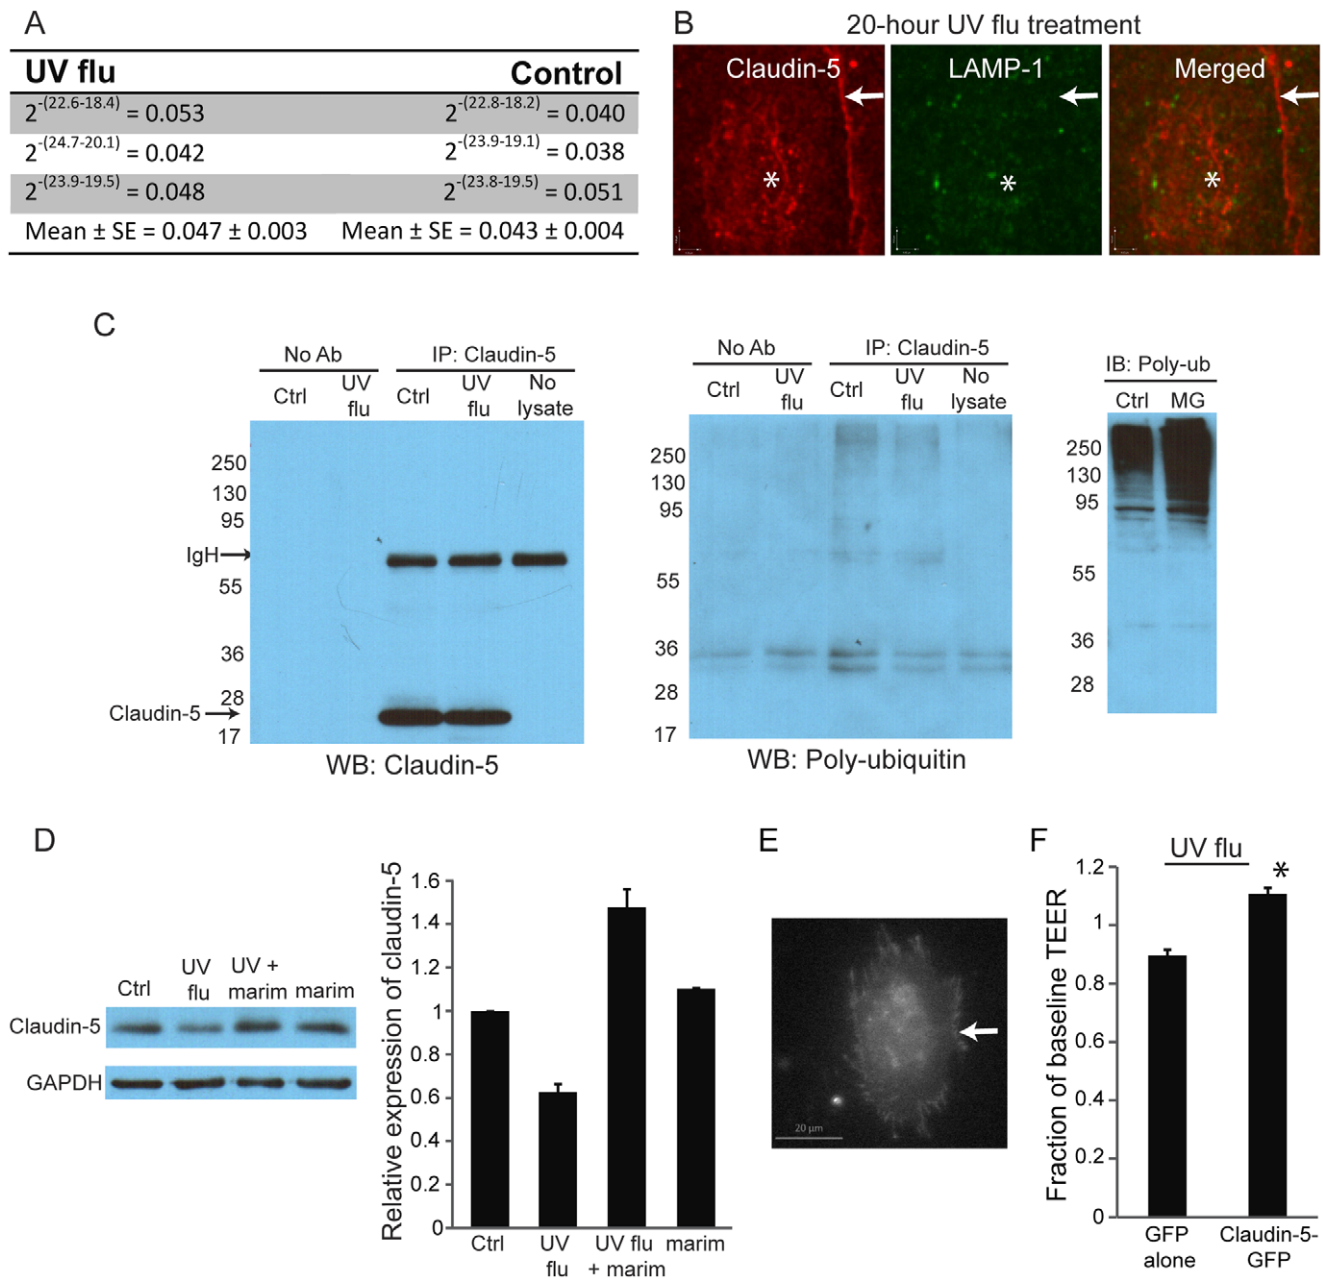 A
UV flu Control
2-(22.6-18.4) = 0.053 2-(22.8-18.2) = 0.040
2-(24.7-20.1) = 0.042 2-(23.9-19.1) = 0.038
2-(23.9-19.5) = 0.048 2-(23.8-19.5) = 0.051
Mean ± SE = 0.047 ± 0.003 Mean ± SE = 0.043 ± 0.004
B
20-hour UV flu treatment
Claudin-5 LAMP-1 Merged
* * *
C
No Ab IP: Claudin-5
Ctrl UV flu Ctrl UV flu No lysate
250
130
95
IgH
55
36
28
Claudin-5
17
WB: Claudin-5
No Ab IP: Claudin-5
Ctrl UV flu Ctrl UV flu No lysate
250
130
95
55
36
28
17
WB: Poly-ubiquitin
IB: Poly-ub
Ctrl MG
250
130
95
55
36
28
D
Ctrl UV flu UV + marim marim
Claudin-5
GAPDH
Relative expression of claudin-5
1.6
1.4
1.2
1
0.8
0.6
0.4
0.2
0
Ctrl UV flu UV flu + marim marim
E
20 µm
F
UV flu
*
Fraction of baseline TEER
1.2
1
0.8
0.6
0.4
0.2
0
GFP alone Claudin-5-GFP